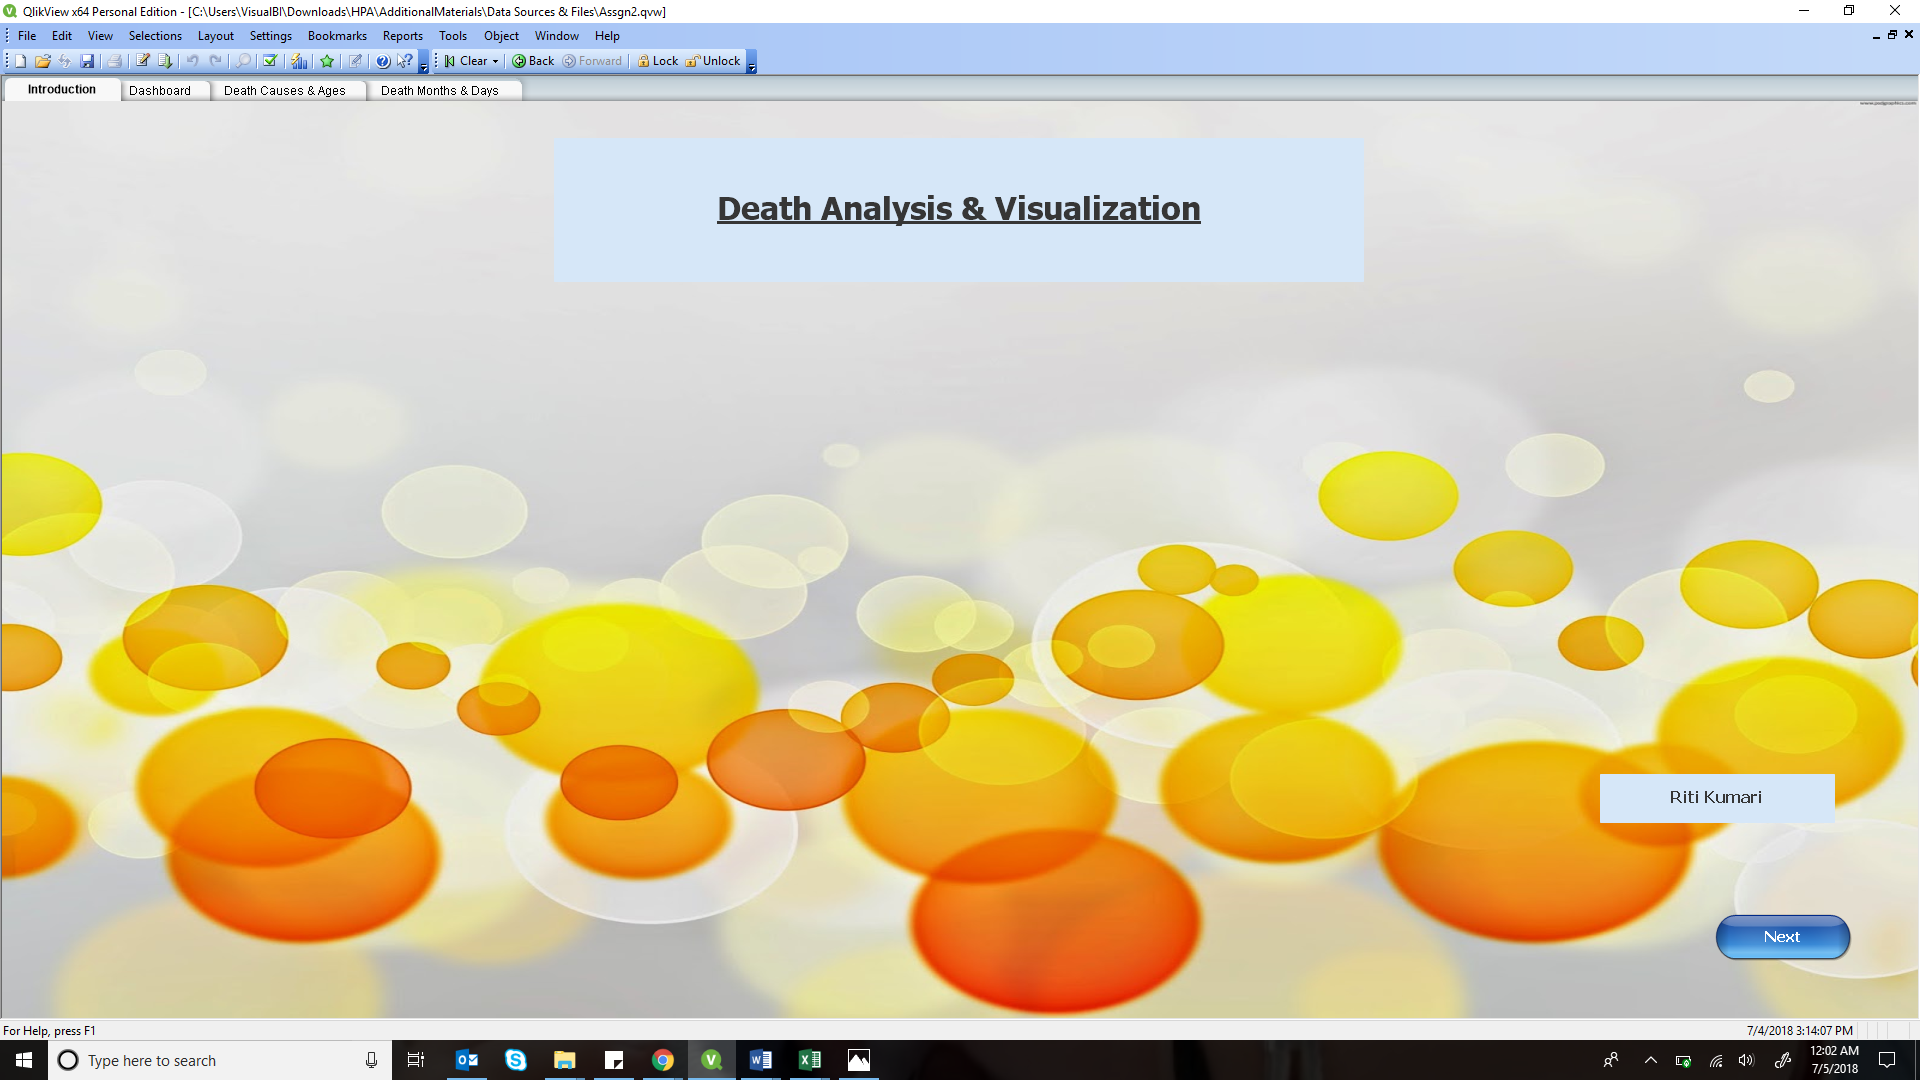 QlikView x64 Personal Edition - [C:\Users\VisualBI\Downloads\HPA\AdditionalMaterials\Data Sources & Files\Assgn2.qvw]
File Edit View Selections Layout Settings Bookmarks Reports Tools Object Window Help
Clear Back Forward Lock Unlock
Introduction Dashboard Death Causes & Ages Death Months & Days
Death Analysis & Visualization
Riti Kumari
Next
For Help, press F1
7/4/2018 3:14:07 PM
Type here to search
12:02 AM
7/5/2018